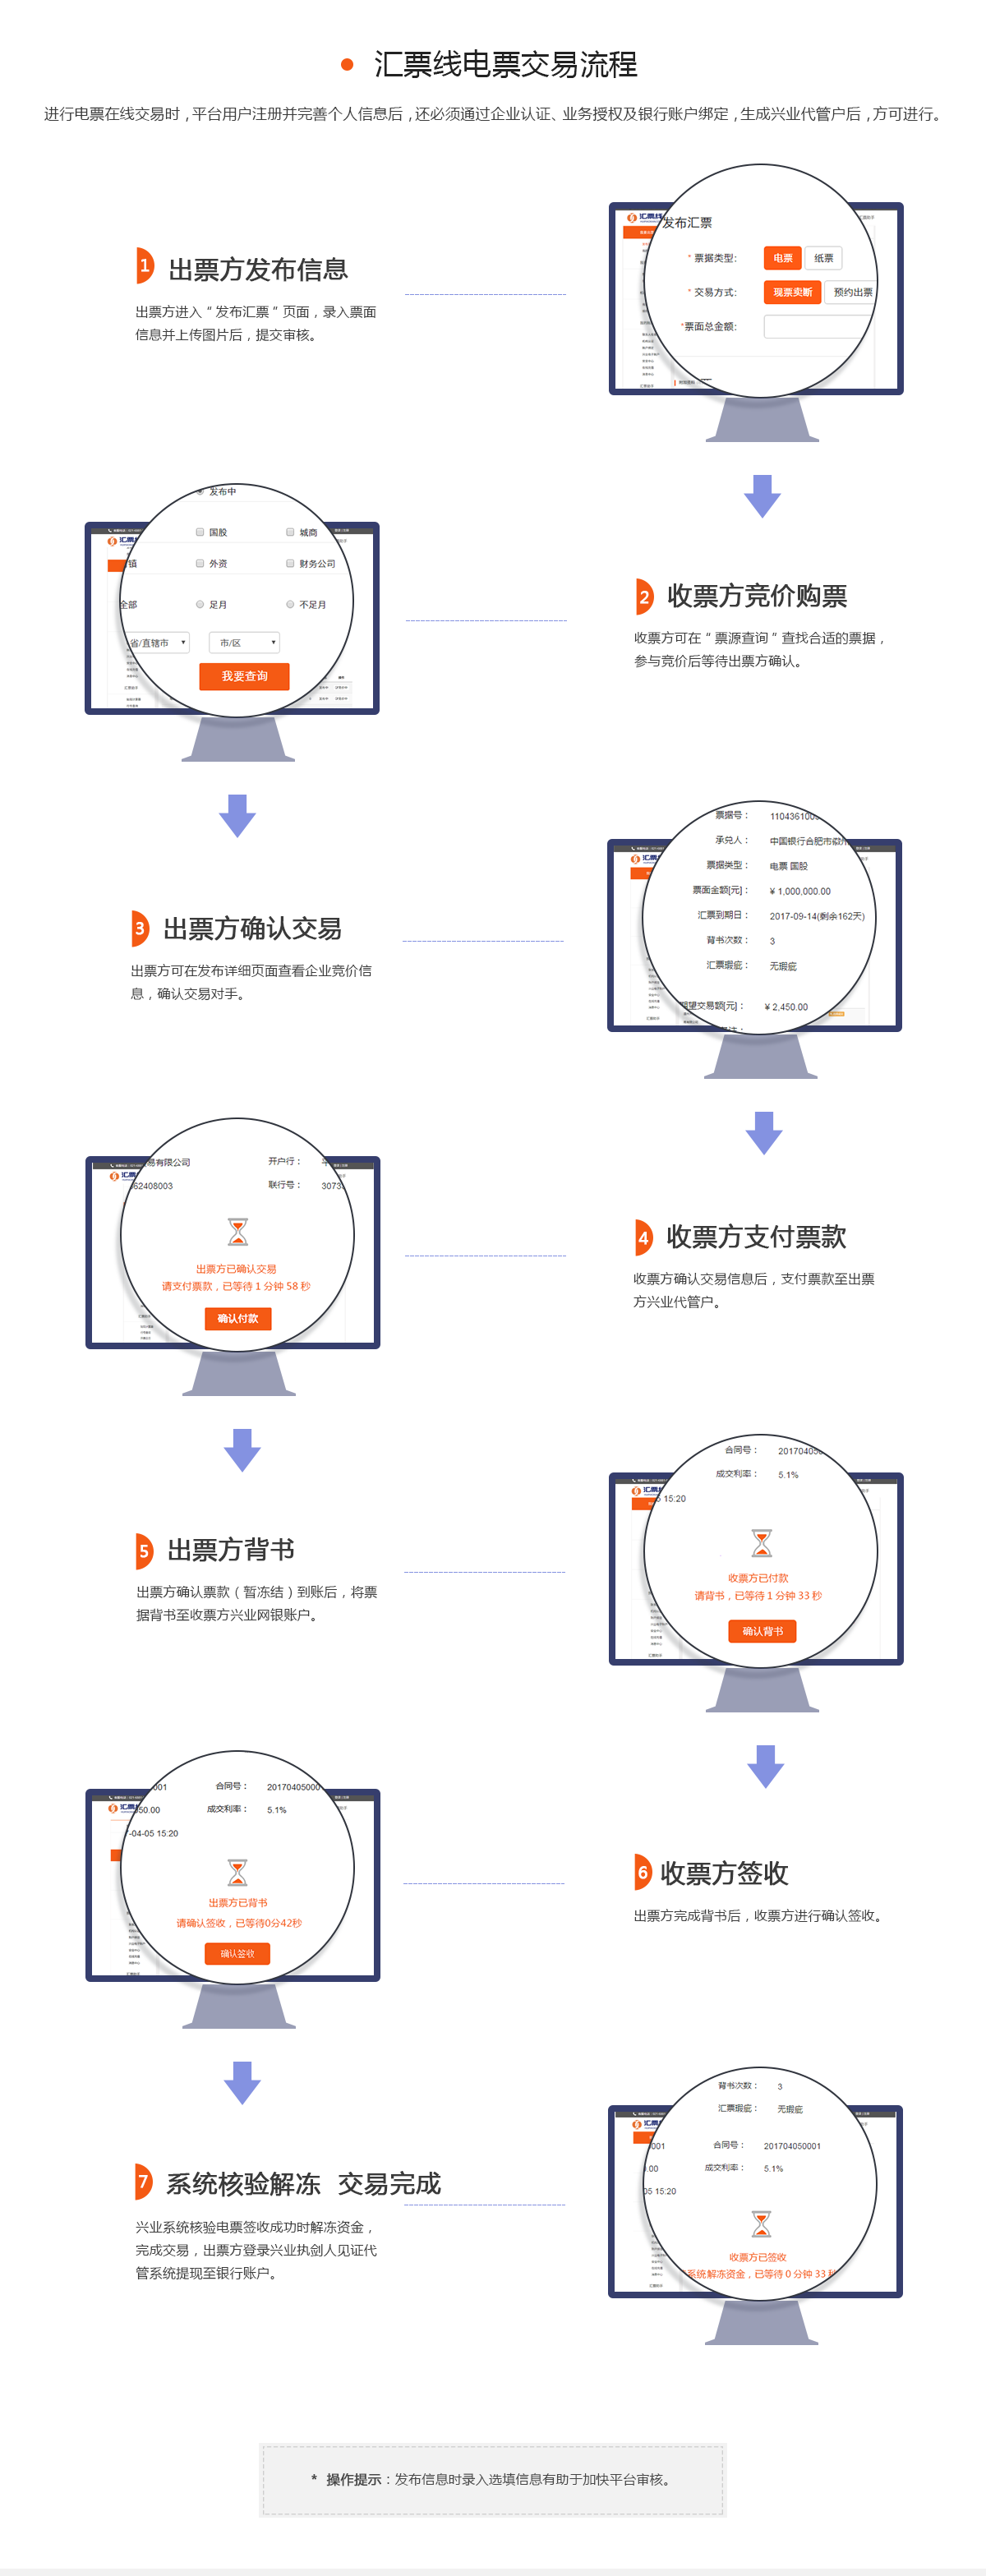 汇票线电票交易流程
进行电票在线交易时，平台用户注册并完善个人信息后，还必须通过企业认证、业务授权及银行账户绑定，生成兴业代管户后，方可进行。
1 出票方发布信息
出票方进入“发布汇票”页面，录入票面
信息并上传图片后，提交审核。
发布汇票
* 票据类型： 电票 纸票
* 交易方式： 现票卖断 预约出票
*票面总金额：
发布中
国股 城商
镇 外资 财务公司
全部 足月 不足月
省/直辖市 市/区
我要查询
2 收票方竞价购票
收票方可在“票源查询”查找合适的票据，
参与竞价后等待出票方确认。
3 出票方确认交易
出票方可在发布详细页面查看企业竞价信
息，确认交易对手。
票据号： 110436100
承兑人： 中国银行合肥市
票据类型： 电票 国股
票面金额[元]： ¥ 1,000,000.00
汇票到期日： 2017-09-14(剩余162天)
背书次数： 3
汇票瑕疵： 无瑕疵
望交易额[元]： ¥ 2,450.00
易有限公司 开户行：
62408003 联行号： 3073
出票方已确认交易
请支付票款，已等待 1 分钟 58 秒
确认付款
4 收票方支付票款
收票方确认交易信息后，支付票款至出票
方兴业代管户。
5 出票方背书
出票方确认票款（暂冻结）到账后，将票
据背书至收票方兴业网银账户。
合同号： 20170405
成交利率： 5.1%
15:20
收票方已付款
请背书，已等待 1 分钟 33 秒
确认背书
001 合同号： 20170405000
50.00 成交利率： 5.1%
-04-05 15:20
出票方已背书
请确认签收，已等待0分42秒
确认签收
6 收票方签收
出票方完成背书后，收票方进行确认签收。
7 系统核验解冻 交易完成
兴业系统核验电票签收成功时解冻资金，
完成交易，出票方登录兴业执剑人见证代
管系统提现至银行账户。
背书次数： 3
汇票瑕疵： 无瑕疵
001 合同号： 201704050001
.00 成交利率： 5.1%
05 15:20
收票方已签收
系统解冻资金，已等待 0 分钟 33 秒
* 操作提示：发布信息时录入选填信息有助于加快平台审核。